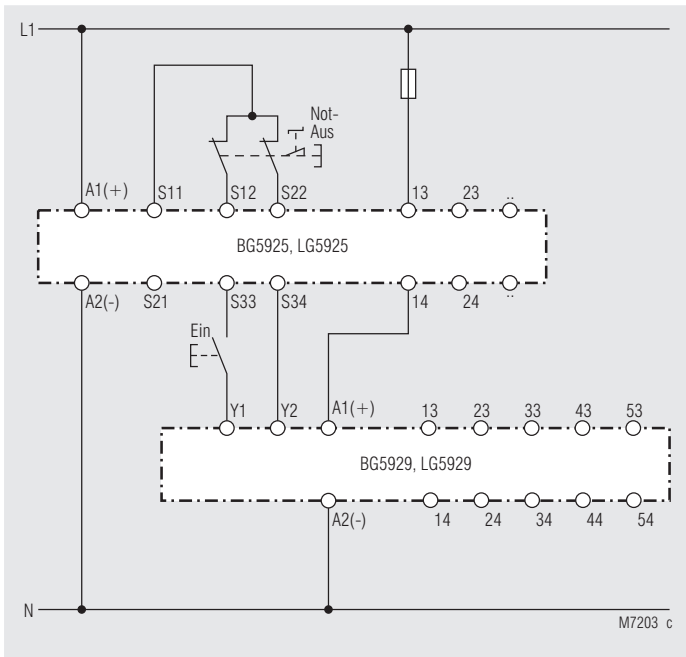 L1
Not-
Aus
A1(+) S11 S12 S22 13 23 ..
BG5925, LG5925
A2(-) S21 S33 S34 14 24 ..
Ein
Y1 Y2 A1(+) 13 23 33 43 53
BG5929, LG5929
A2(-) 14 24 34 44 54
N
M7203 c